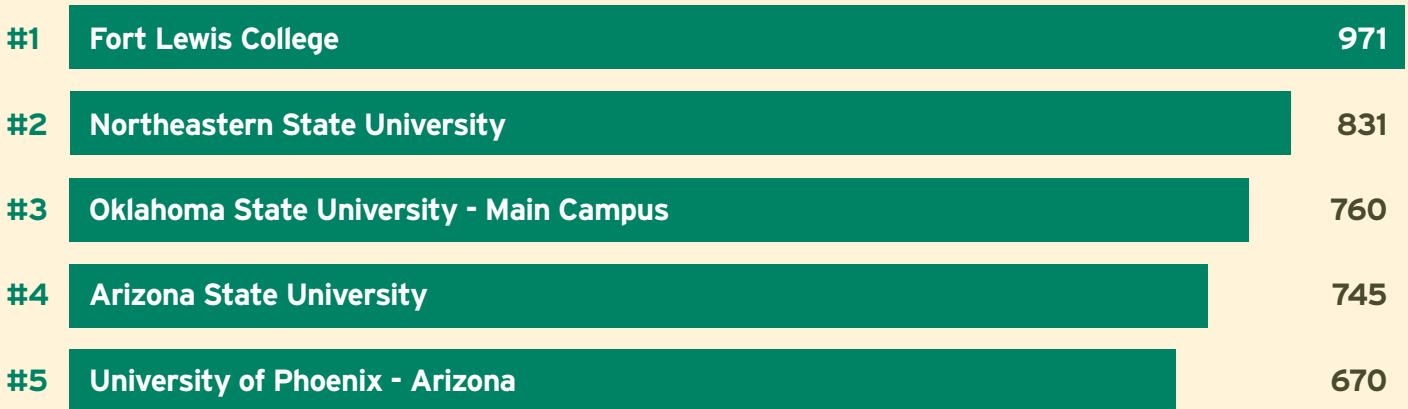 #1 Fort Lewis College 971
#2 Northeastern State University 831
#3 Oklahoma State University - Main Campus 760
#4 Arizona State University 745
#5 University of Phoenix - Arizona 670